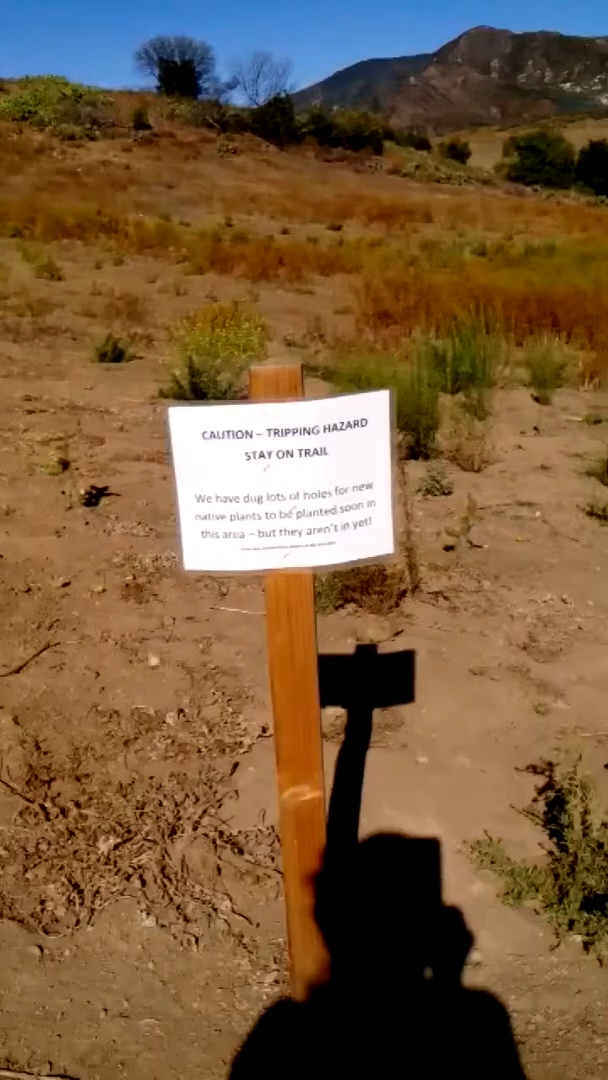 CAUTION – TRIPPING HAZARD
STAY ON TRAIL
We have dug lots of holes for new
native plants to be planted soon in
this area – but they aren't in yet!